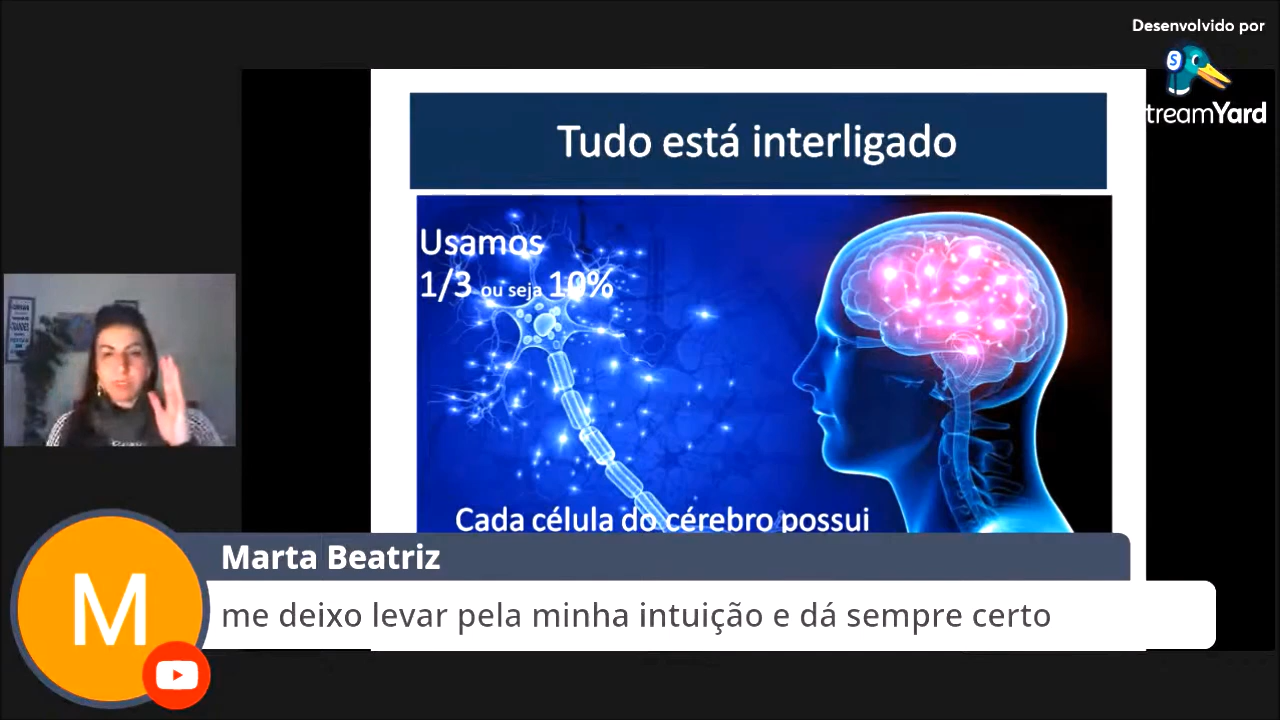 Desenvolvido por
treamYard
Tudo está interligado
Usamos
1/3 ou seja 10%
Cada célula do cérebro possui
M
Marta Beatriz
me deixo levar pela minha intuição e dá sempre certo